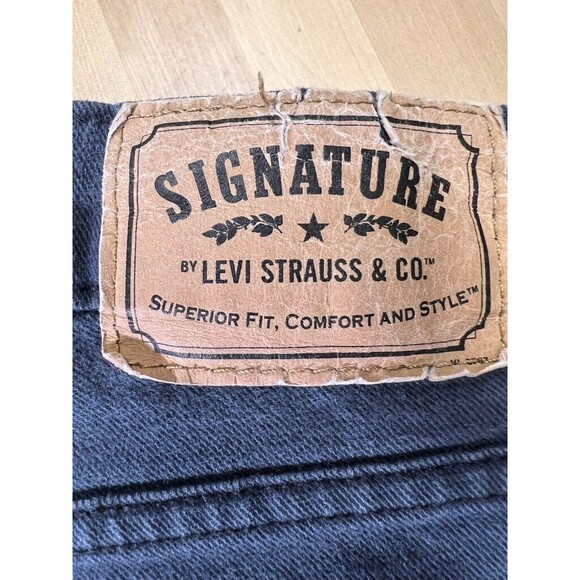 SIGNATURE
BY LEVI STRAUSS & CO.™
SUPERIOR FIT, COMFORT AND STYLE™